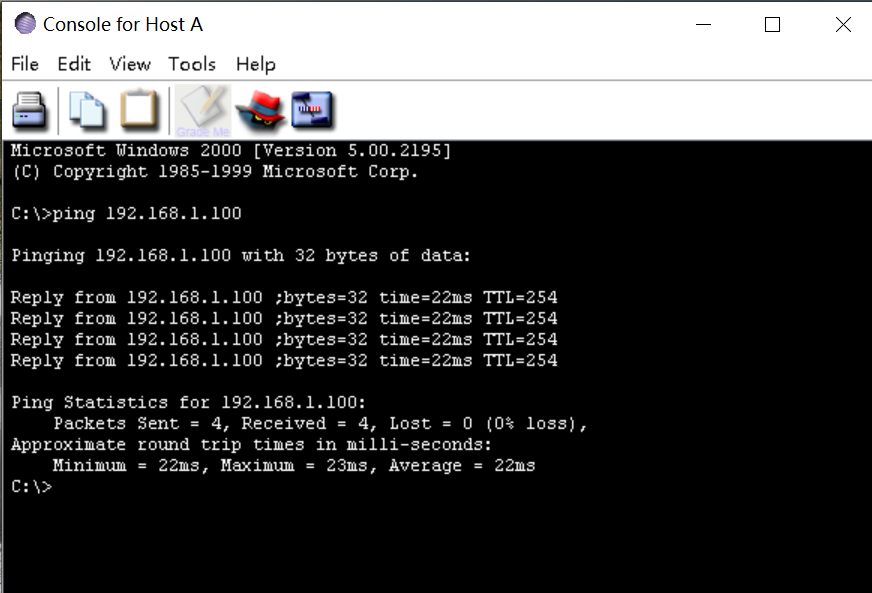 Console for Host A
File Edit View Tools Help
Grade Me
Microsoft Windows 2000 [Version 5.00.2195]
(C) Copyright 1985-1999 Microsoft Corp.
C:\>ping 192.168.1.100
Pinging 192.168.1.100 with 32 bytes of data:
Reply from 192.168.1.100 ;bytes=32 time=22ms TTL=254
Reply from 192.168.1.100 ;bytes=32 time=22ms TTL=254
Reply from 192.168.1.100 ;bytes=32 time=22ms TTL=254
Reply from 192.168.1.100 ;bytes=32 time=22ms TTL=254
Ping Statistics for 192.168.1.100:
Packets Sent = 4, Received = 4, Lost = 0 (0% loss),
Approximate round trip times in milli-seconds:
Minimum = 22ms, Maximum = 23ms, Average = 22ms
C:\>